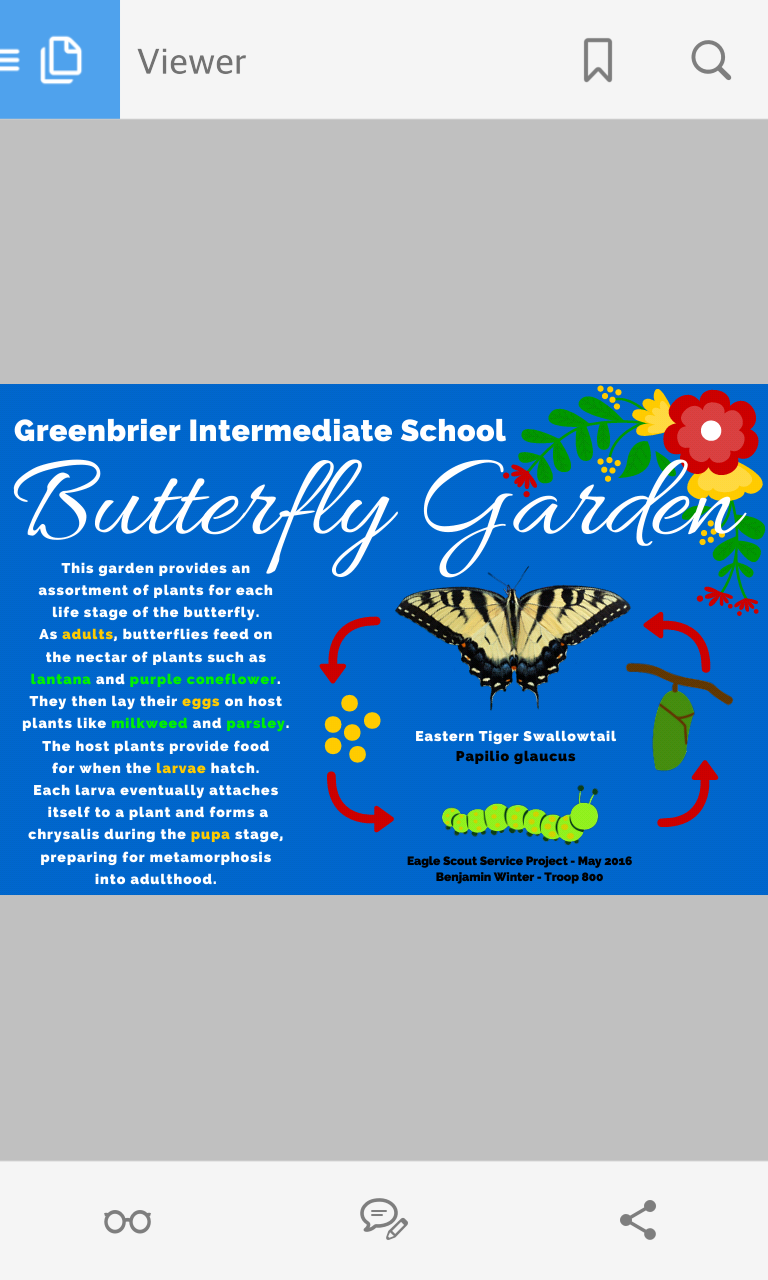 Viewer
Greenbrier Intermediate School
Butterfly Garden
This garden provides an
assortment of plants for each
life stage of the butterfly.
As adults, butterflies feed on
the nectar of plants such as
lantana and purple coneflower.
They then lay their eggs on host
plants like milkweed and parsley.
The host plants provide food
for when the larvae hatch.
Each larva eventually attaches
itself to a plant and forms a
chrysalis during the pupa stage,
preparing for metamorphosis
into adulthood.
Eastern Tiger Swallowtail
Papilio glaucus
Eagle Scout Service Project - May 2016
Benjamin Winter - Troop 800